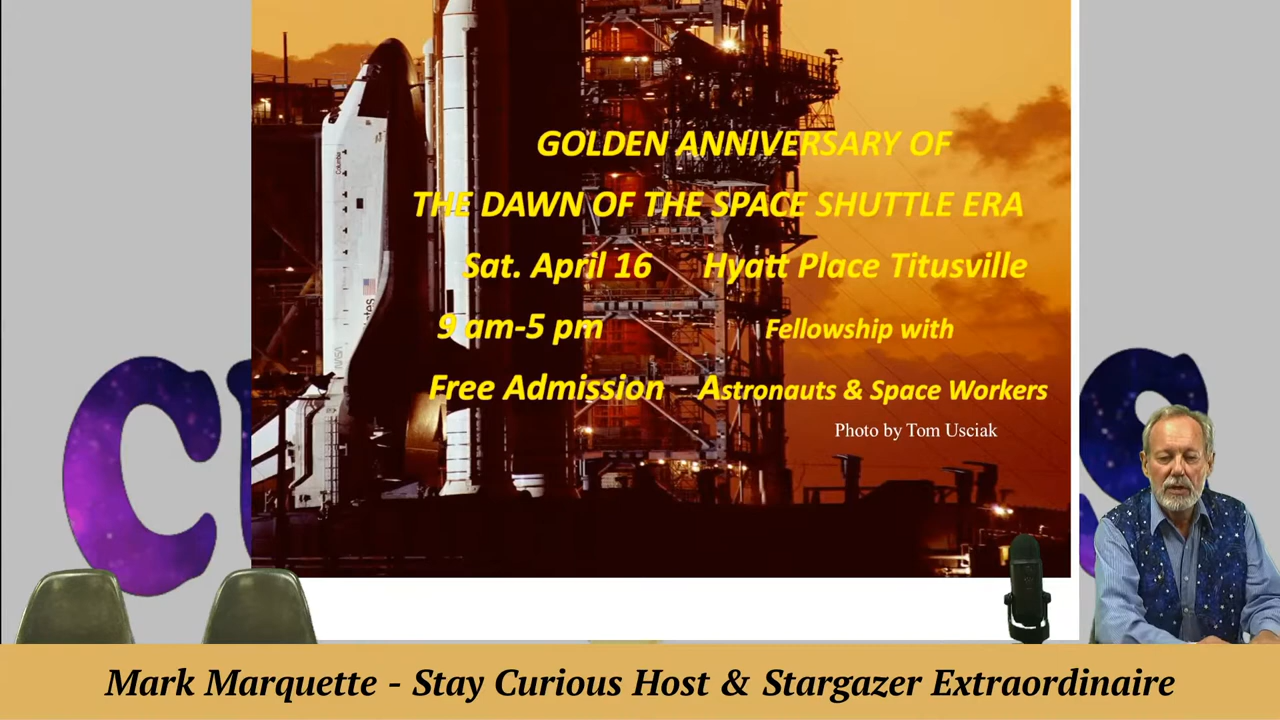 GOLDEN ANNIVERSARY OF
THE DAWN OF THE SPACE SHUTTLE ERA
Sat. April 16 Hyatt Place Titusville
9 am-5 pm Fellowship with
Free Admission Astronauts & Space Workers
Photo by Tom Usciak
Columbia
Mark Marquette - Stay Curious Host & Stargazer Extraordinaire